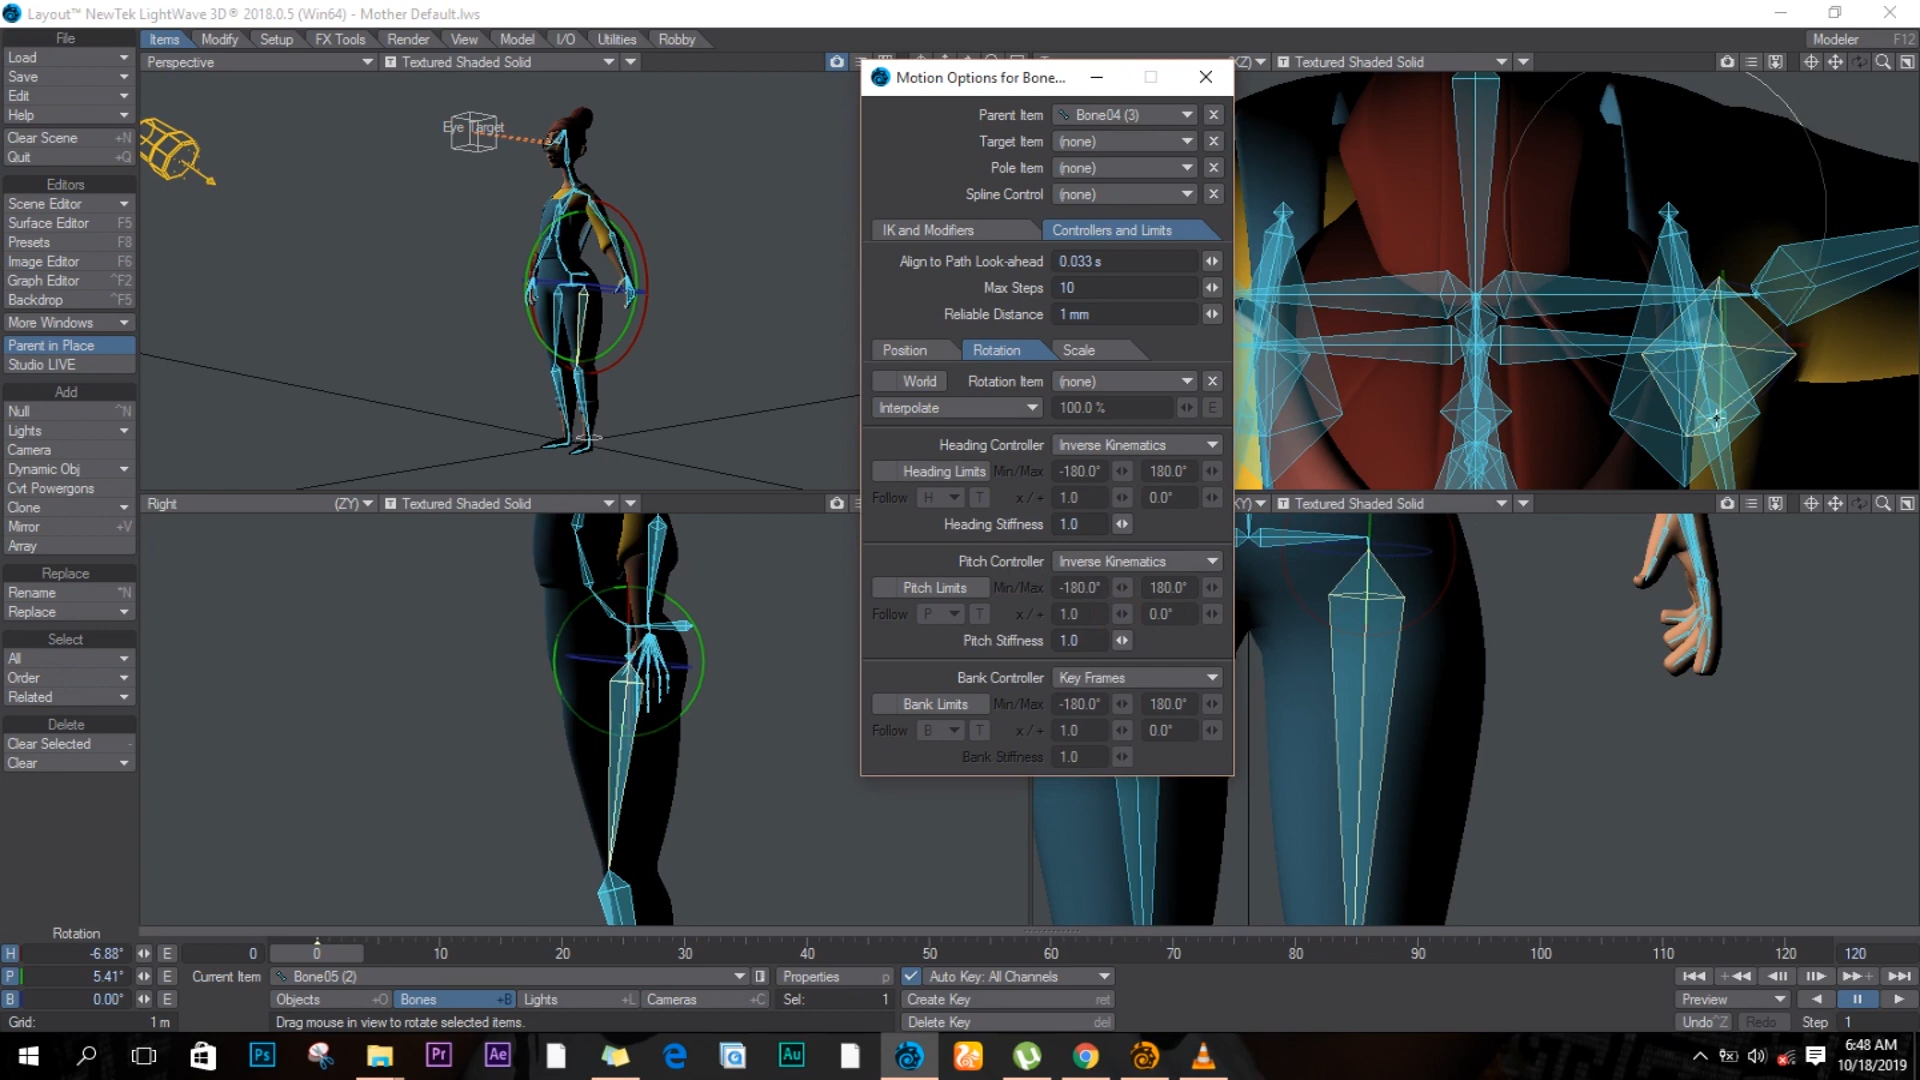 Layout™ NewTek LightWave 3D® 2018.0.5 (Win64) - Mother Default.lws
File
Items Modify Setup FX Tools Render View Model I/O Utilities Robby
Modeler F12
Load
Perspective Textured Shaded Solid
(XZ) Textured Shaded Solid
Save
Edit
Help
Clear Scene +N
Quit +Q
Editors
Scene Editor
Surface Editor F5
Presets F8
Image Editor F6
Graph Editor ^F2
Backdrop ^F5
More Windows
Parent in Place
Studio LIVE
Add
Null ^N
Lights
Camera
Dynamic Obj
Cvt Powergons
Clone
Mirror +V
Array
Replace
Rename *N
Replace
Select
All
Order
Related
Delete
Clear Selected -
Clear
Eye Target
Right (ZY) Textured Shaded Solid
(XY) Textured Shaded Solid
Motion Options for Bone...
Parent Item Bone04 (3)
Target Item (none)
Pole Item (none)
Spline Control (none)
IK and Modifiers Controllers and Limits
Align to Path Look-ahead 0.033 s
Max Steps 10
Reliable Distance 1 mm
Position Rotation Scale
World Rotation Item (none)
Interpolate 100.0 % E
Heading Controller Inverse Kinematics
Heading Limits Min/Max -180.0° 180.0°
Follow H T x / + 1.0 0.0°
Heading Stiffness 1.0
Pitch Controller Inverse Kinematics
Pitch Limits Min/Max -180.0° 180.0°
Follow P T x / + 1.0 0.0°
Pitch Stiffness 1.0
Bank Controller Key Frames
Bank Limits Min/Max -180.0° 180.0°
Follow B T x / + 1.0 0.0°
Bank Stiffness 1.0
Rotation
H -6.88° E 0 0 10 20 30 40 50 60 70 80 90 100 110 120 120
P 5.41° E Current Item Bone05 (2) Properties p Auto Key: All Channels
B 0.00° E Objects +O Bones +B Lights +L Cameras +C Sel: 1 Create Key ret Preview
Grid: 1 m Drag mouse in view to rotate selected items. Delete Key del Undo ^Z Redo Step 1
Ps Pr Ae Au
6:48 AM
10/18/2019